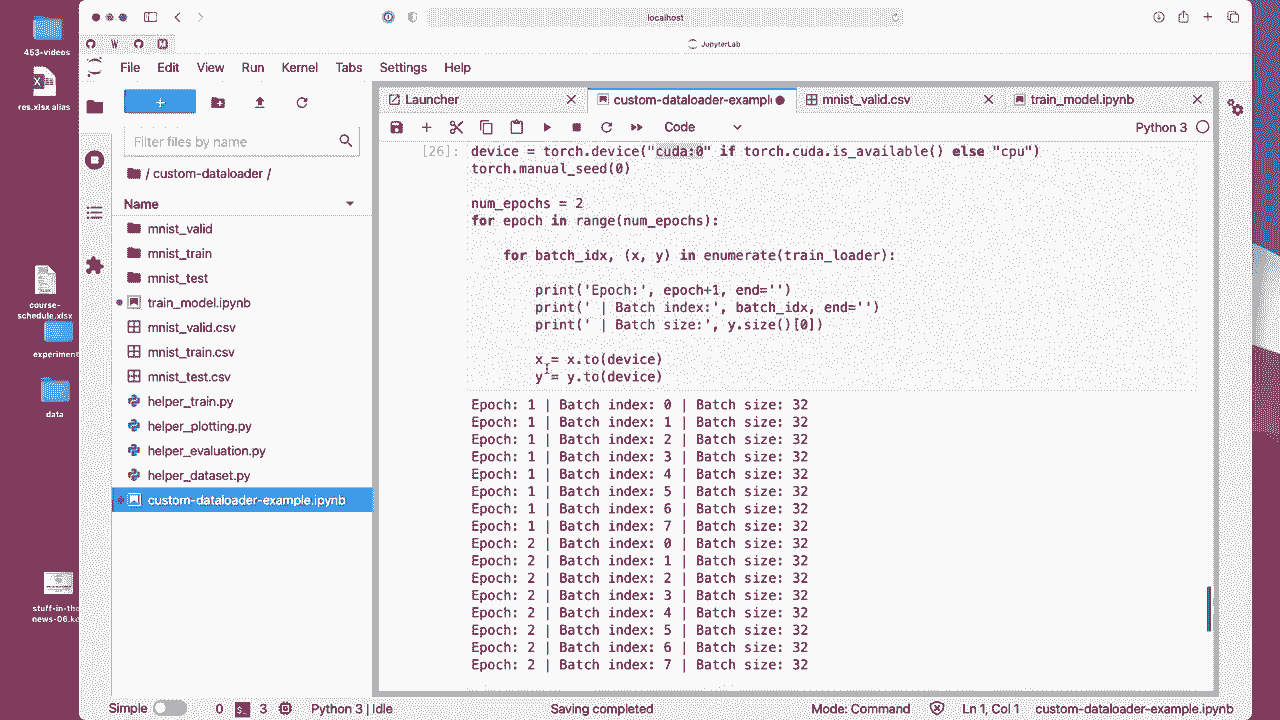 localhost
JupyterLab
File Edit View Run Kernel Tabs Settings Help
453-videos
res.xlsx alias
course-schedule.xlsx
experiment
data
stuff-in-the
news-06.ke
Filter files by name
/ custom-dataloader /
Name
mnist_valid
mnist_train
mnist_test
train_model.ipynb
mnist_valid.csv
mnist_train.csv
mnist_test.csv
helper_train.py
helper_plotting.py
helper_evaluation.py
helper_dataset.py
custom-dataloader-example.ipynb
Launcher
custom-dataloader-example
mnist_valid.csv
train_model.ipynb
Code
Python 3
[26]: device = torch.device("cuda:0" if torch.cuda.is_available() else "cpu")
torch.manual_seed(0)
num_epochs = 2
for epoch in range(num_epochs):
for batch_idx, (x, y) in enumerate(train_loader):
print('Epoch:', epoch+1, end='')
print(' | Batch index:', batch_idx, end='')
print(' | Batch size:', y.size()[0])
x = x.to(device)
y = y.to(device)
Epoch: 1 | Batch index: 0 | Batch size: 32
Epoch: 1 | Batch index: 1 | Batch size: 32
Epoch: 1 | Batch index: 2 | Batch size: 32
Epoch: 1 | Batch index: 3 | Batch size: 32
Epoch: 1 | Batch index: 4 | Batch size: 32
Epoch: 1 | Batch index: 5 | Batch size: 32
Epoch: 1 | Batch index: 6 | Batch size: 32
Epoch: 1 | Batch index: 7 | Batch size: 32
Epoch: 2 | Batch index: 0 | Batch size: 32
Epoch: 2 | Batch index: 1 | Batch size: 32
Epoch: 2 | Batch index: 2 | Batch size: 32
Epoch: 2 | Batch index: 3 | Batch size: 32
Epoch: 2 | Batch index: 4 | Batch size: 32
Epoch: 2 | Batch index: 5 | Batch size: 32
Epoch: 2 | Batch index: 6 | Batch size: 32
Epoch: 2 | Batch index: 7 | Batch size: 32
Simple 0 3 Python 3 | Idle Saving completed Mode: Command Ln 1, Col 1 custom-dataloader-example.ipynb